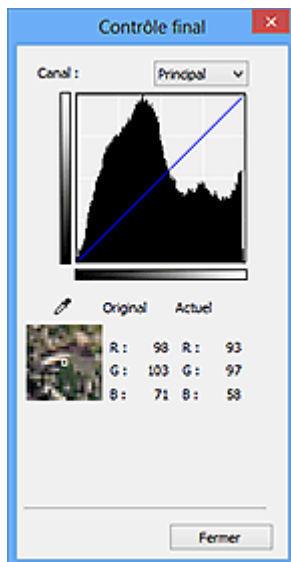 Contrôle final
Canal : Principal
Original Actuel
R : 98 R : 93
G : 103 G : 97
B : 71 B : 58
Fermer